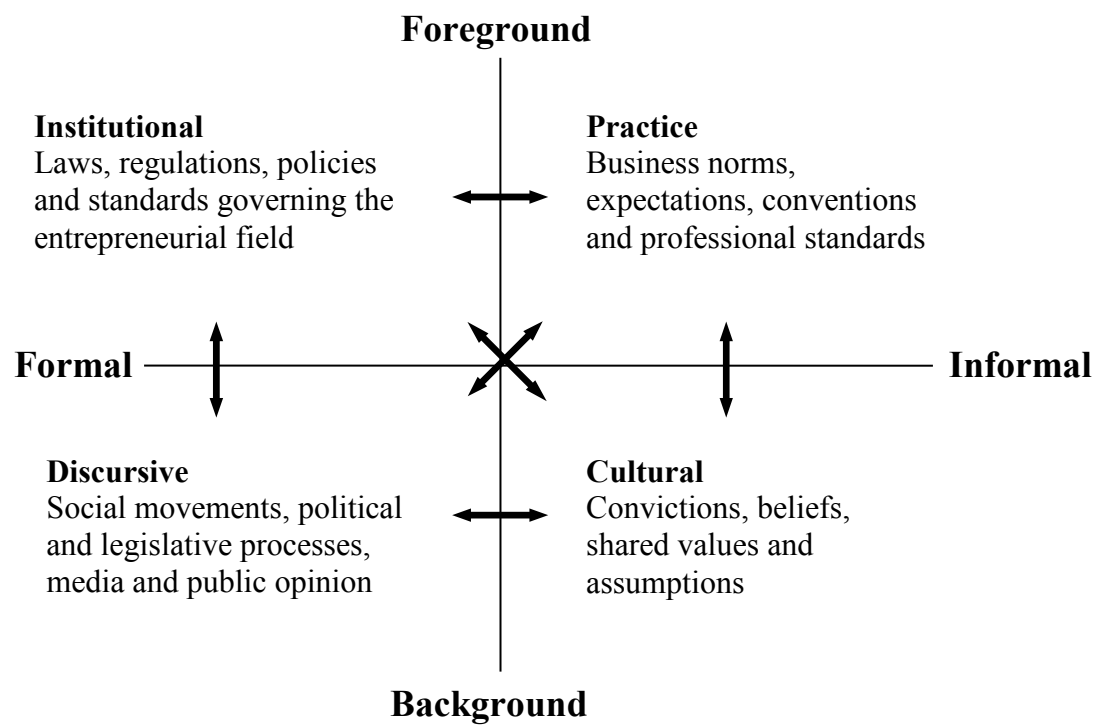 Foreground
Institutional
Laws, regulations, policies
and standards governing the
entrepreneurial field
Practice
Business norms,
expectations, conventions
and professional standards
Formal
Informal
Discursive
Social movements, political
and legislative processes,
media and public opinion
Cultural
Convictions, beliefs,
shared values and
assumptions
Background